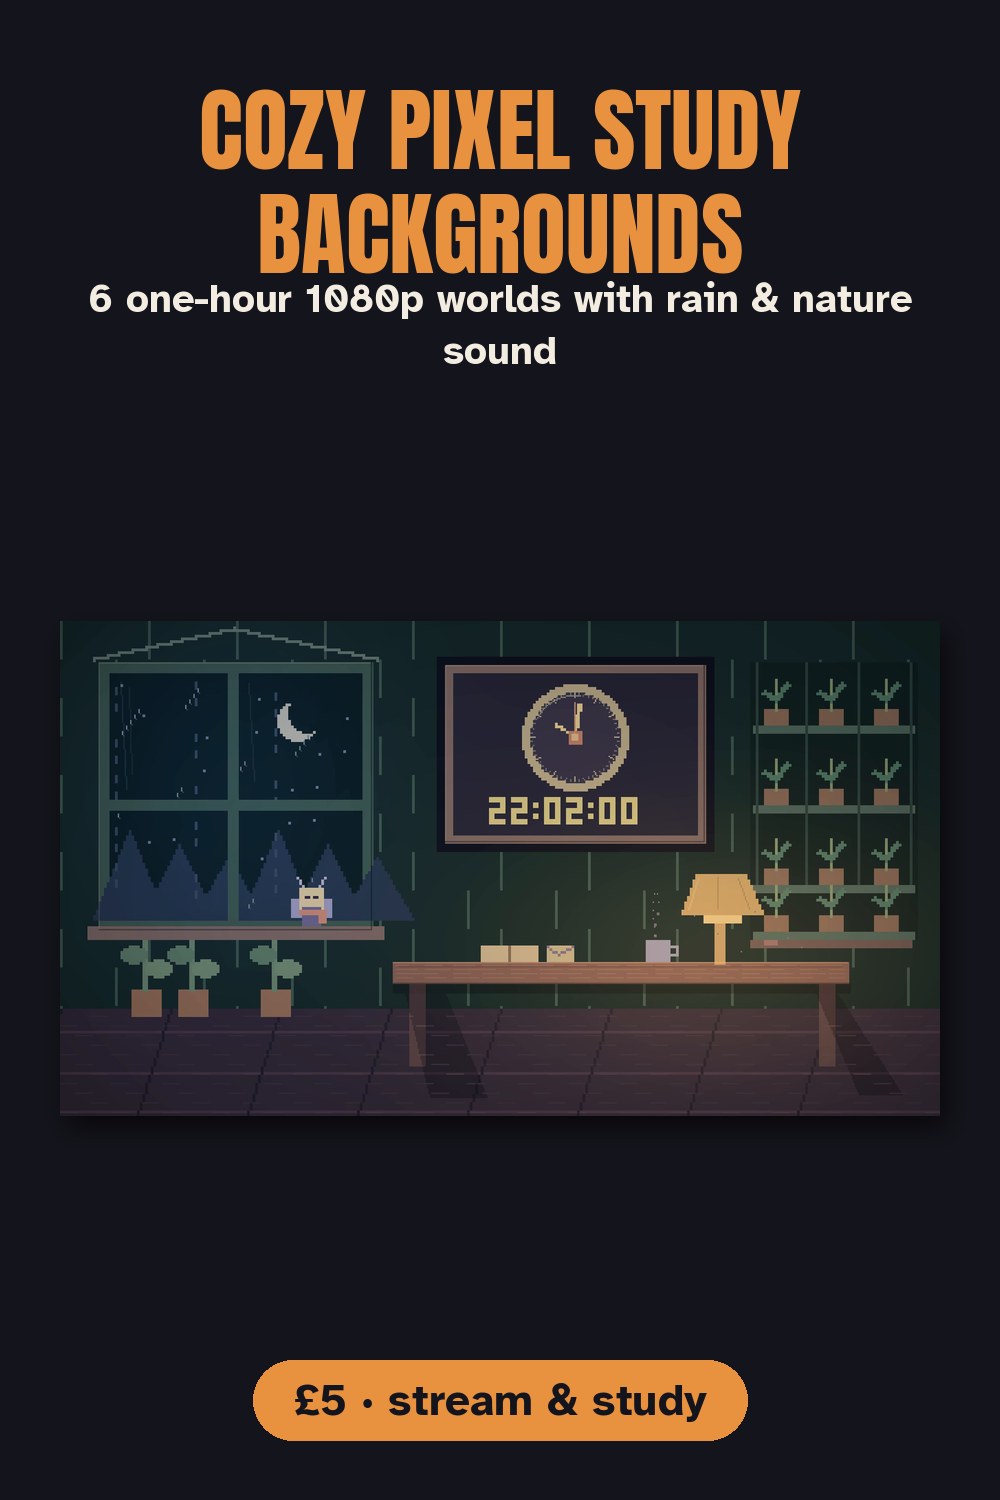 COZY PIXEL STUDY
BACKGROUNDS
6 one-hour 1080p worlds with rain & nature
sound
22:02:00
£5 · stream & study